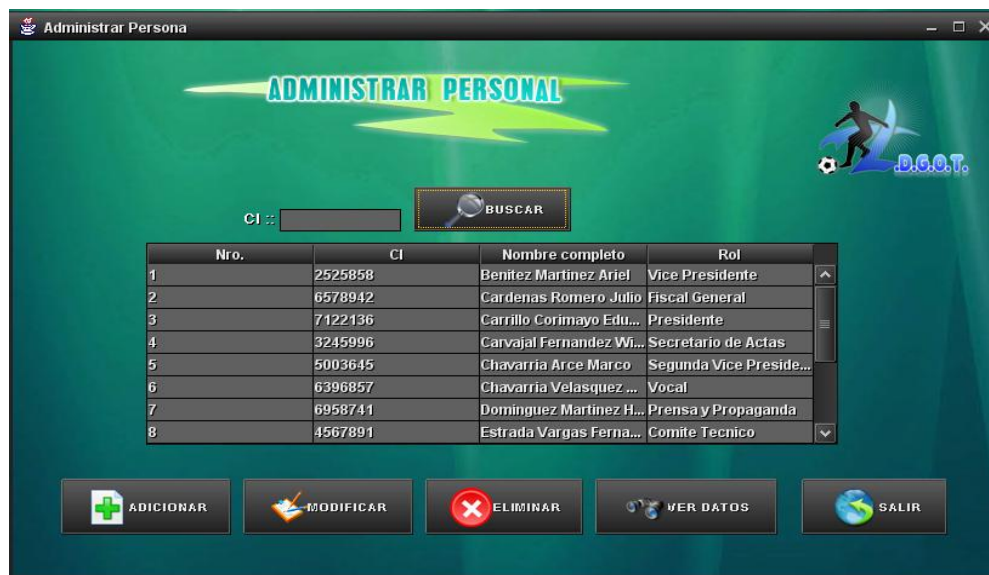 Administrar Persona
ADMINISTRAR PERSONAL
.D.G.O.T.
CI ::
BUSCAR
Nro. CI Nombre completo Rol
1 2525858 Benitez Martinez Ariel Vice Presidente
2 6578942 Cardenas Romero Julio Fiscal General
3 7122136 Carrillo Corimayo Edu... Presidente
4 3245996 Carvajal Fernandez Wi... Secretario de Actas
5 5003645 Chavarria Arce Marco Segunda Vice Preside...
6 6396857 Chavarria Velasquez ... Vocal
7 6958741 Dominguez Martinez H... Prensa y Propaganda
8 4567891 Estrada Vargas Ferna... Comite Tecnico
ADICIONAR MODIFICAR ELIMINAR VER DATOS SALIR